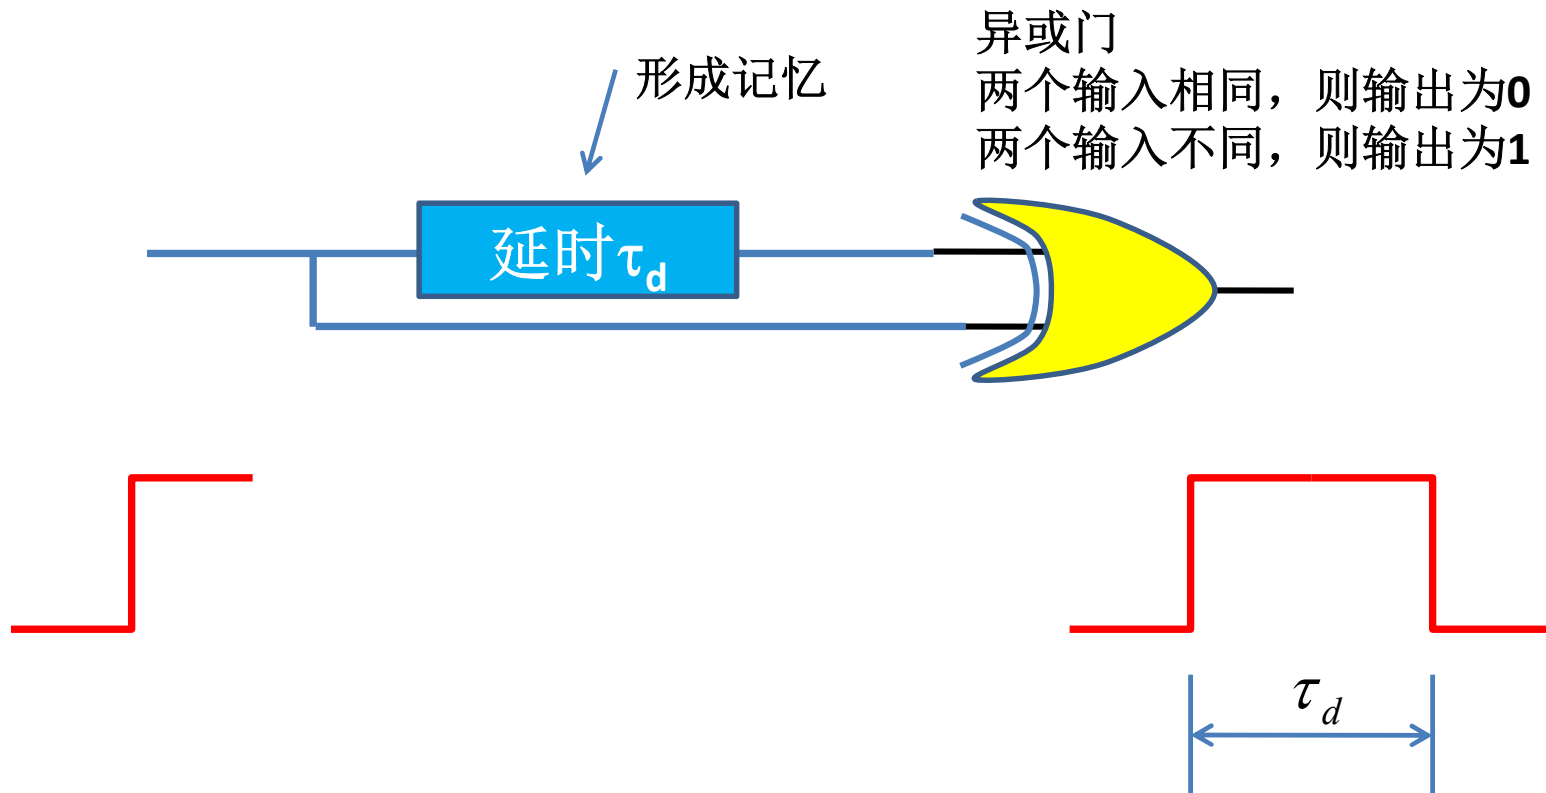 异或门
两个输入相同，则输出为0
两个输入不同，则输出为1
形成记忆
延时τd
τd